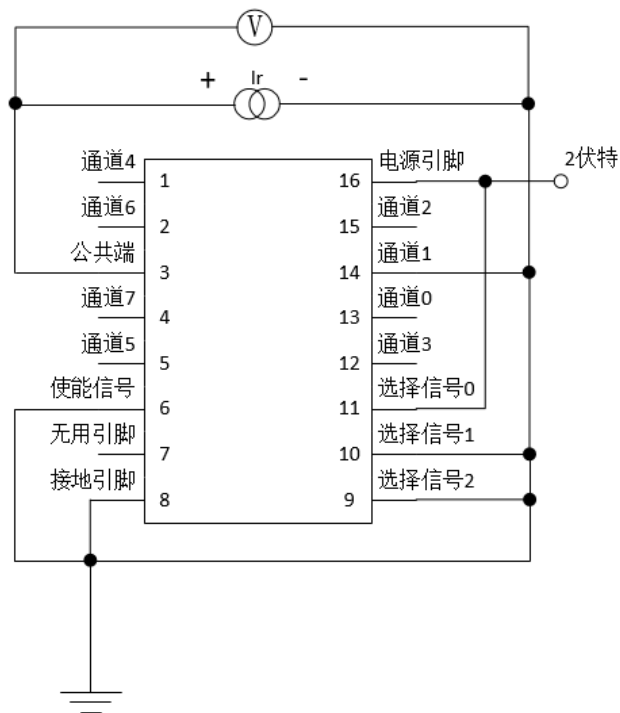 V
+ Ir -
通道4 电源引脚 2伏特
1 16
通道6 通道2
2 15
公共端 通道1
3 14
通道7 通道0
4 13
通道5 通道3
5 12
使能信号 选择信号0
6 11
无用引脚 选择信号1
7 10
接地引脚 选择信号2
8 9